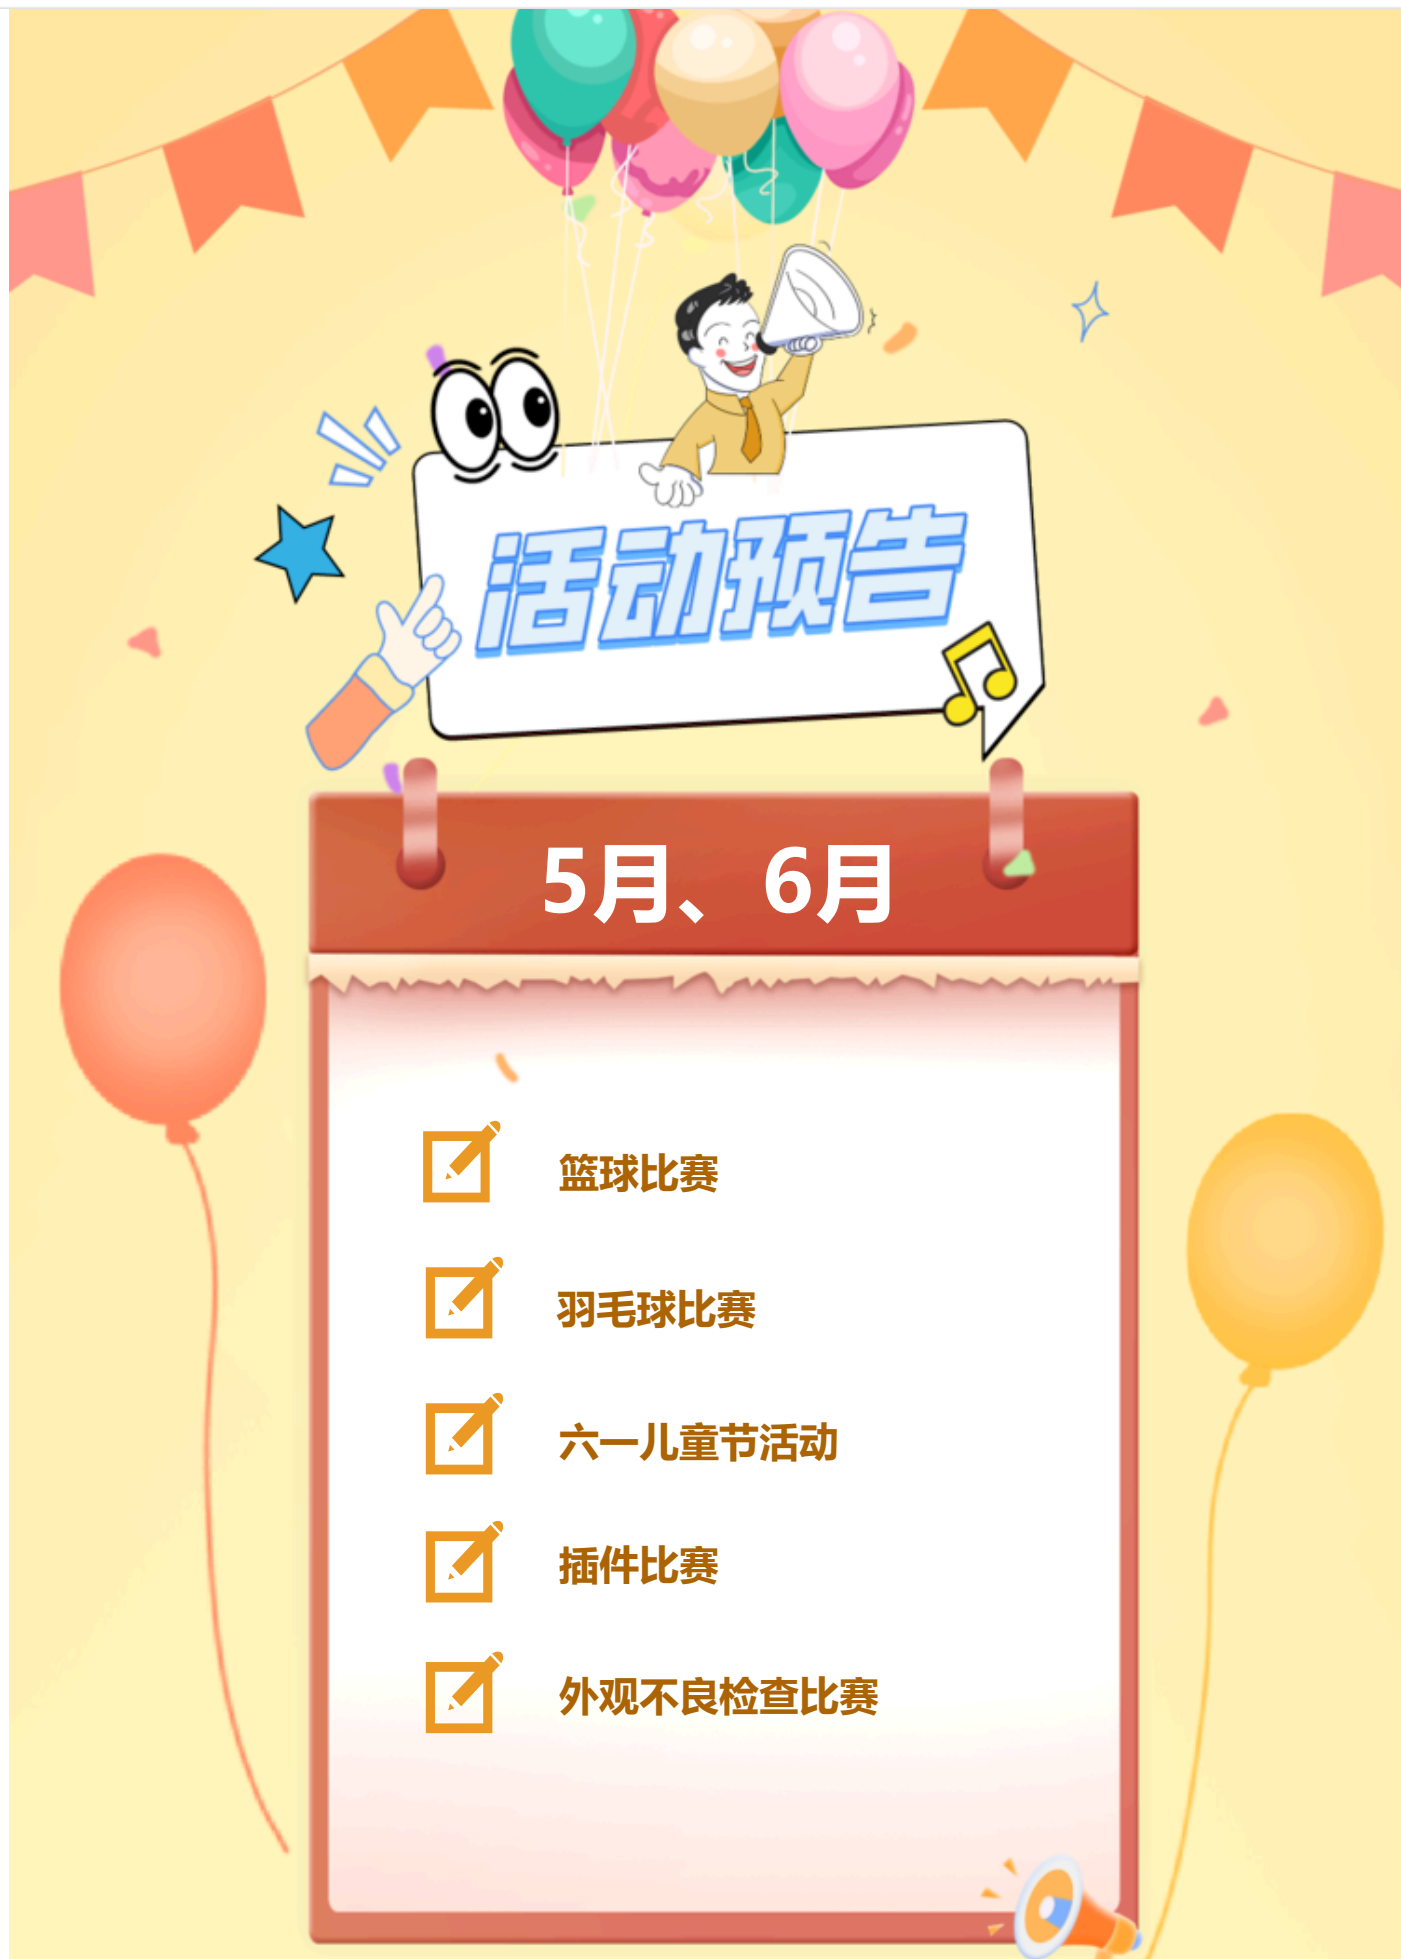 活动预告
5月、6月
篮球比赛
羽毛球比赛
六一儿童节活动
插件比赛
外观不良检查比赛